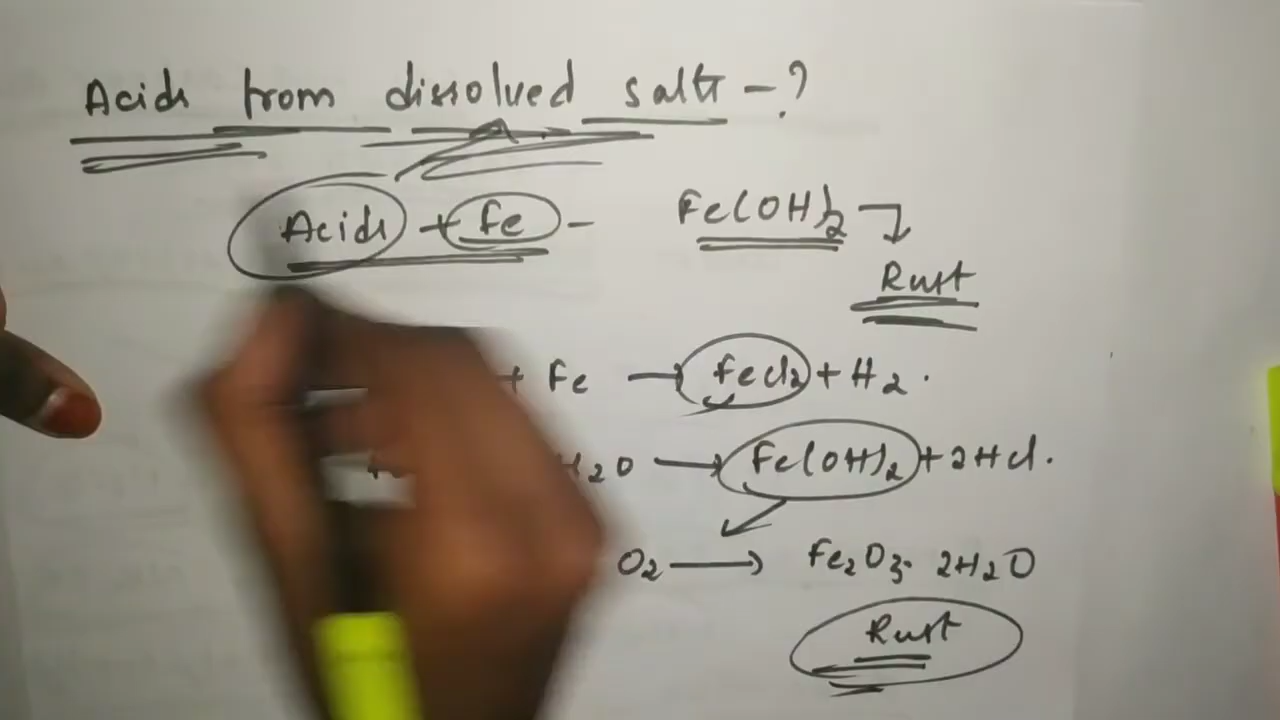 Acids from dissolved salts - ?
Acids + Fe - Fe(OH)2
Rust
+ Fe → FeCl2 + H2.
H2O → Fe(OH)2 + 2HCl.
O2 → Fe2O3. 2H2O
Rust